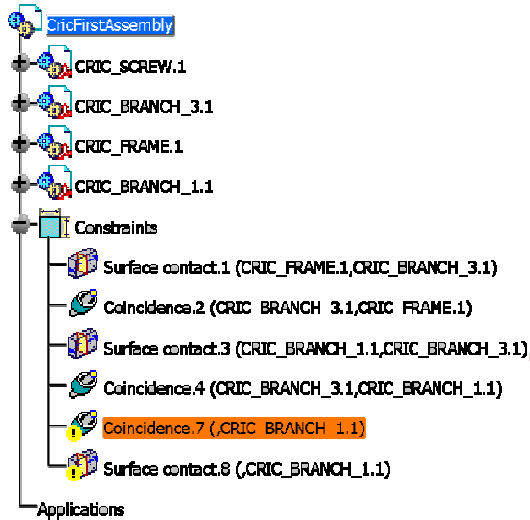 CricFirstAssembly
CRIC_SCREW.1
CRIC_BRANCH_3.1
CRIC_FRAME.1
CRIC_BRANCH_1.1
Constraints
Surface contact.1 (CRIC_FRAME.1,CRIC_BRANCH_3.1)
Coincidence.2 (CRIC_BRANCH_3.1,CRIC_FRAME.1)
Surface contact.3 (CRIC_BRANCH_1.1,CRIC_BRANCH_3.1)
Coincidence.4 (CRIC_BRANCH_3.1,CRIC_BRANCH_1.1)
Coincidence.7 (,CRIC_BRANCH_1.1)
Surface contact.8 (,CRIC_BRANCH_1.1)
Applications